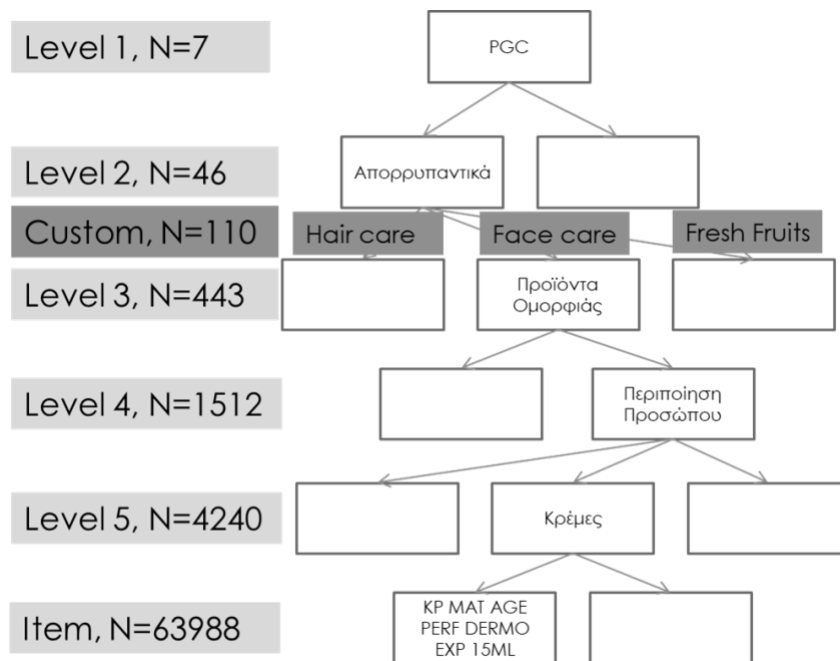 Level 1, N=7
PGC
Level 2, N=46
Απορρυπαντικά
Custom, N=110
Hair care
Face care
Fresh Fruits
Level 3, N=443
Προϊόντα
Ομορφιάς
Level 4, N=1512
Περιποίηση
Προσώπου
Level 5, N=4240
Κρέμες
Item, N=63988
KP MAT AGE
PERF DERMO
EXP 15ML